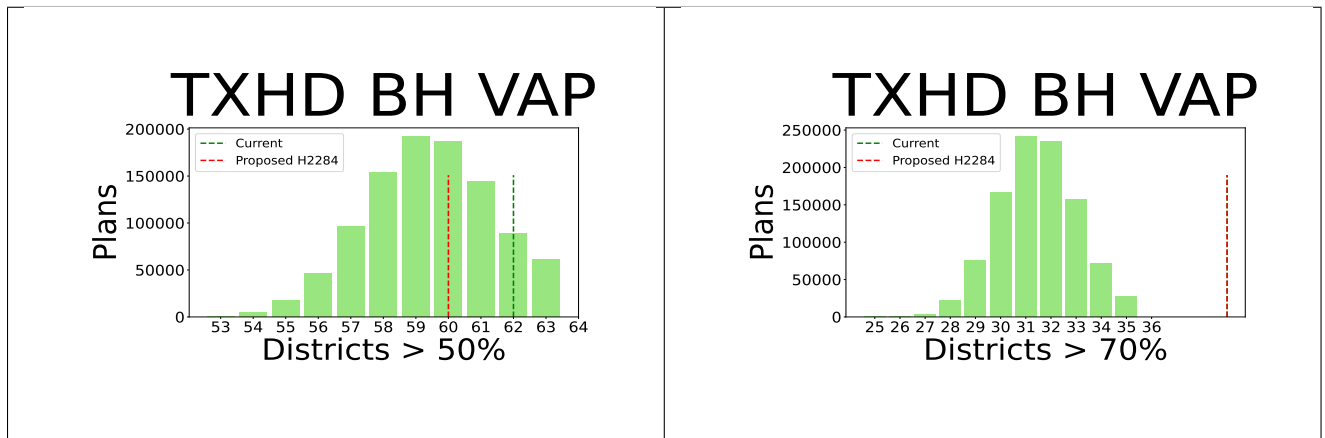 TXHD BH VAP
Current
Proposed H2284
Plans
200000
150000
100000
50000
0
53 54 55 56 57 58 59 60 61 62 63 64
Districts > 50%
TXHD BH VAP
Current
Proposed H2284
Plans
250000
200000
150000
100000
50000
0
25 26 27 28 29 30 31 32 33 34 35 36
Districts > 70%